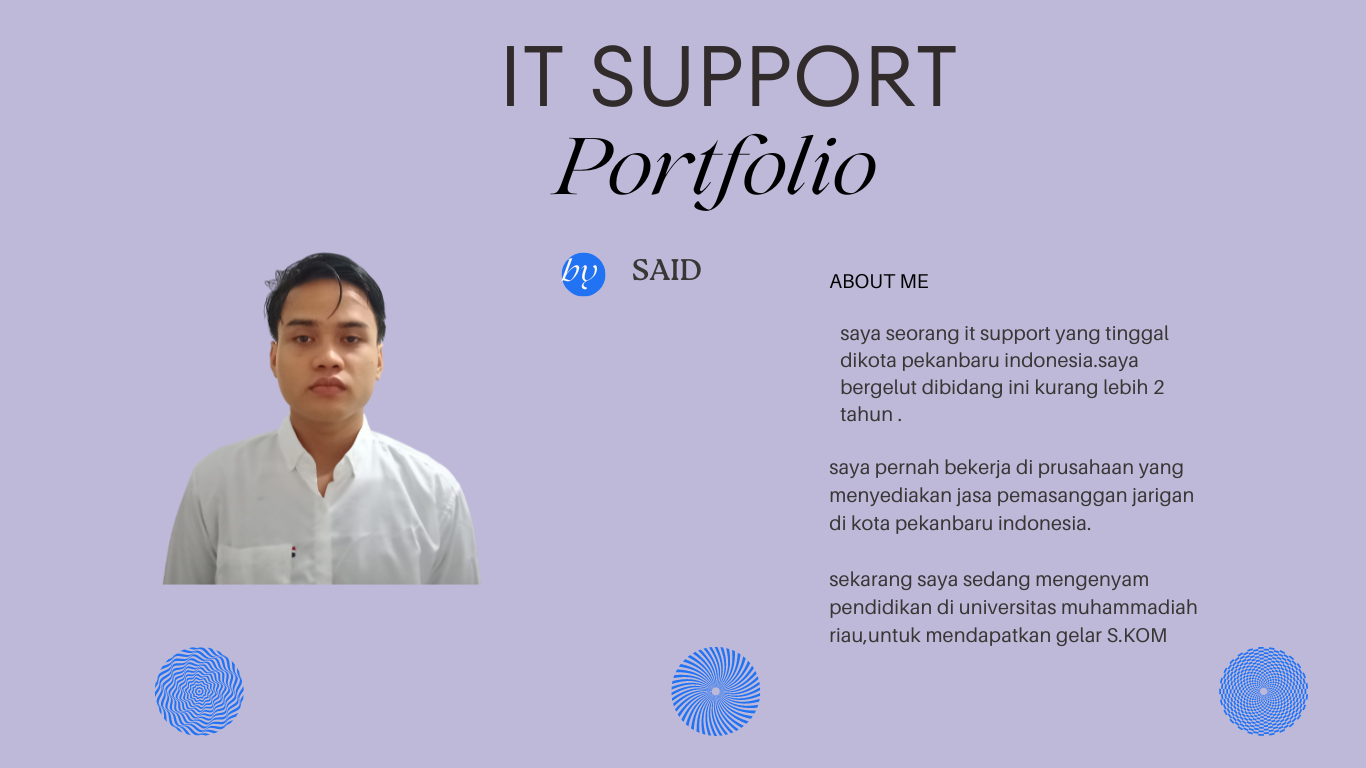 IT SUPPORT
Portfolio
by SAID
ABOUT ME
saya seorang it support yang tinggal
dikota pekanbaru indonesia.saya
bergelut dibidang ini kurang lebih 2
tahun .
saya pernah bekerja di prusahaan yang
menyediakan jasa pemasanggan jarigan
di kota pekanbaru indonesia.
sekarang saya sedang mengenyam
pendidikan di universitas muhammadiah
riau,untuk mendapatkan gelar S.KOM